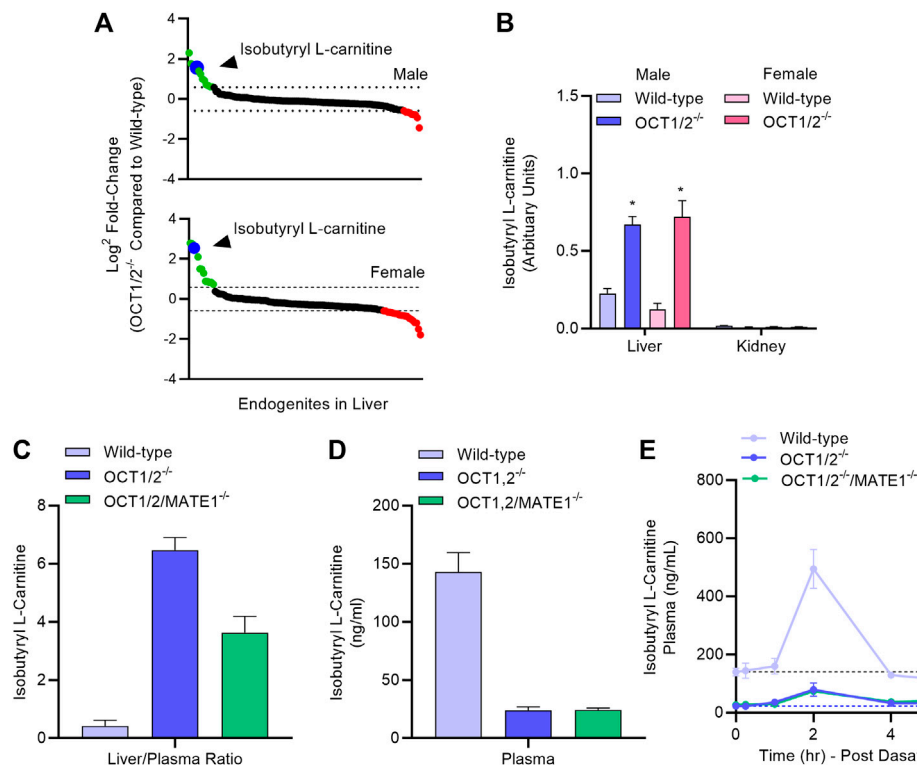 A
Log² Fold-Change
(OCT1/2⁻/⁻ Compared to Wild-type)
4
2
0
-2
-4
Isobutyryl L-carnitine
Male
4
2
0
-2
-4
Isobutyryl L-carnitine
Female
Endogenites in Liver
B
Isobutyryl L-carnitine
(Arbituary Units)
Male Female
Wild-type Wild-type
OCT1/2⁻/⁻ OCT1/2⁻/⁻
1.5
1.0
0.5
0.0
* *
Liver Kidney
C
Wild-type
OCT1/2⁻/⁻
OCT1/2/MATE1⁻/⁻
Isobutyryl L-Carnitine
8
6
4
2
0
Liver/Plasma Ratio
D
Wild-type
OCT1,2⁻/⁻
OCT1,2/MATE1⁻/⁻
Isobutyryl L-Carnitine
(ng/ml)
200
150
100
50
0
Plasma
E
Wild-type
OCT1/2⁻/⁻
OCT1/2⁻/⁻/MATE1⁻/⁻
Isobutyryl L-Carnitine
Plasma (ng/mL)
800
600
400
200
0
0 2 4
Time (hr) - Post Dasa